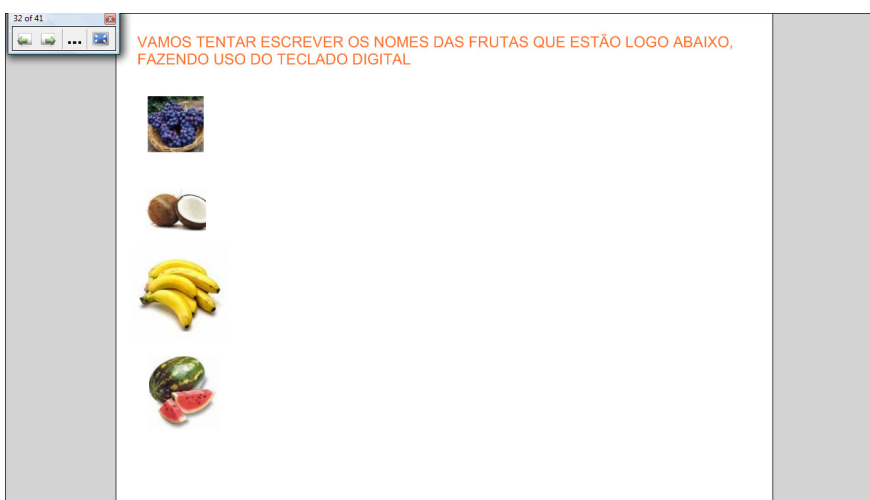 32 of 41
VAMOS TENTAR ESCREVER OS NOMES DAS FRUTAS QUE ESTÃO LOGO ABAIXO,
FAZENDO USO DO TECLADO DIGITAL